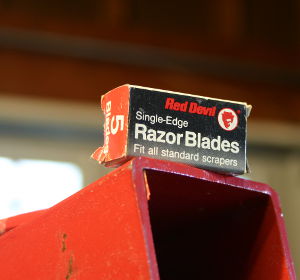 Red Devil
Single-Edge
Razor Blades
Fit all standard scrapers
5